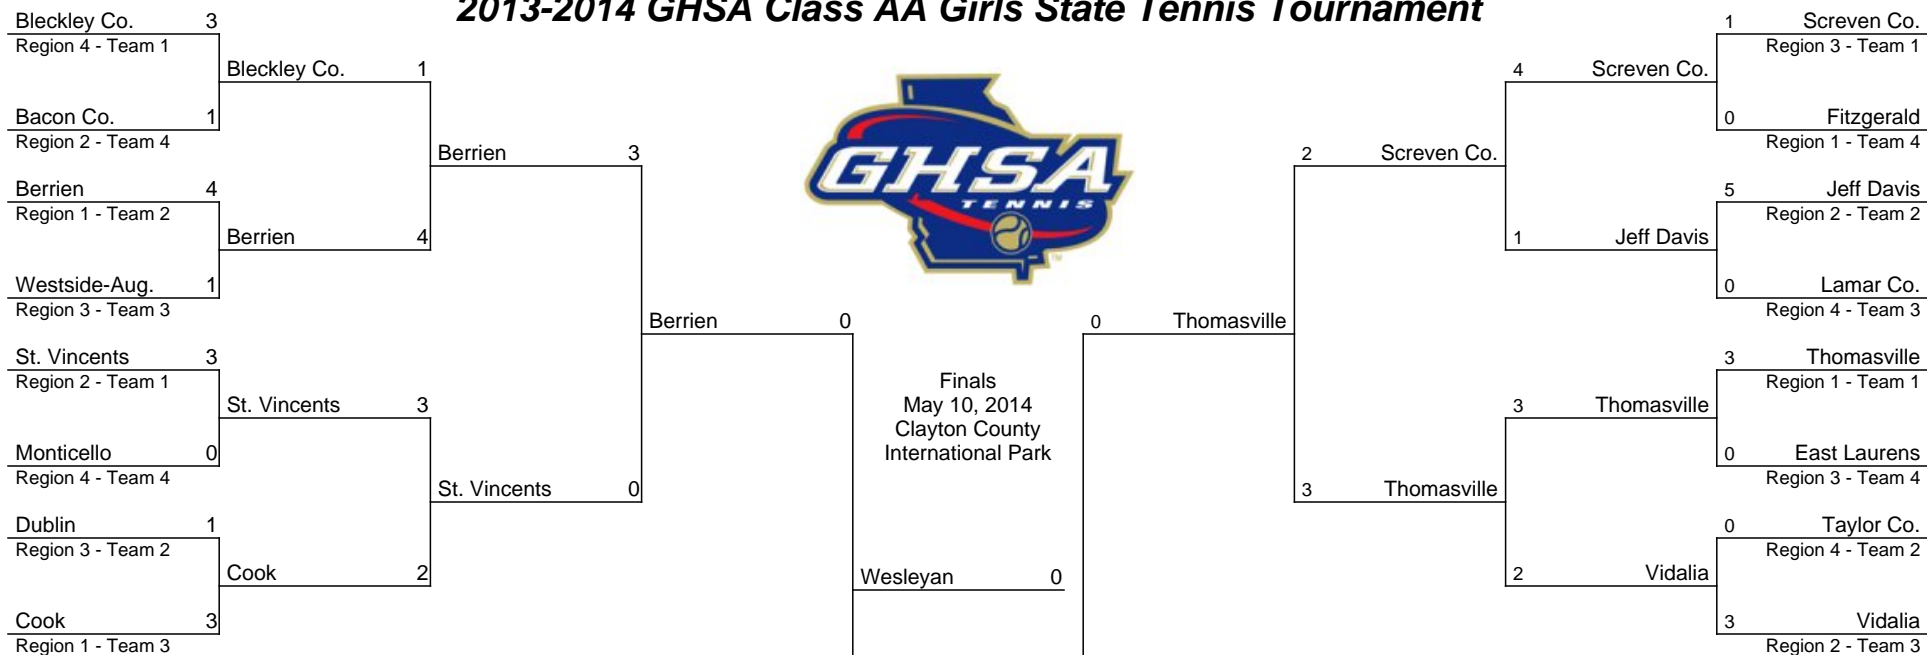 2013-2014 GHSA Class AA Girls State Tennis Tournament
Bleckley Co. 3
Region 4 - Team 1
Bacon Co. 1
Region 2 - Team 4
Berrien 4
Region 1 - Team 2
Westside-Aug. 1
Region 3 - Team 3
St. Vincents 3
Region 2 - Team 1
Monticello 0
Region 4 - Team 4
Dublin 1
Region 3 - Team 2
Cook 3
Region 1 - Team 3
Bleckley Co. 1
Berrien 4
St. Vincents 3
Cook 2
Berrien 3
St. Vincents 0
Berrien 0
GHSA
TENNIS
TM
Finals
May 10, 2014
Clayton County
International Park
Wesleyan 0
0 Thomasville
2 Screven Co.
3 Thomasville
4 Screven Co.
1 Jeff Davis
3 Thomasville
2 Vidalia
1 Screven Co.
Region 3 - Team 1
0 Fitzgerald
Region 1 - Team 4
5 Jeff Davis
Region 2 - Team 2
0 Lamar Co.
Region 4 - Team 3
3 Thomasville
Region 1 - Team 1
0 East Laurens
Region 3 - Team 4
0 Taylor Co.
Region 4 - Team 2
3 Vidalia
Region 2 - Team 3